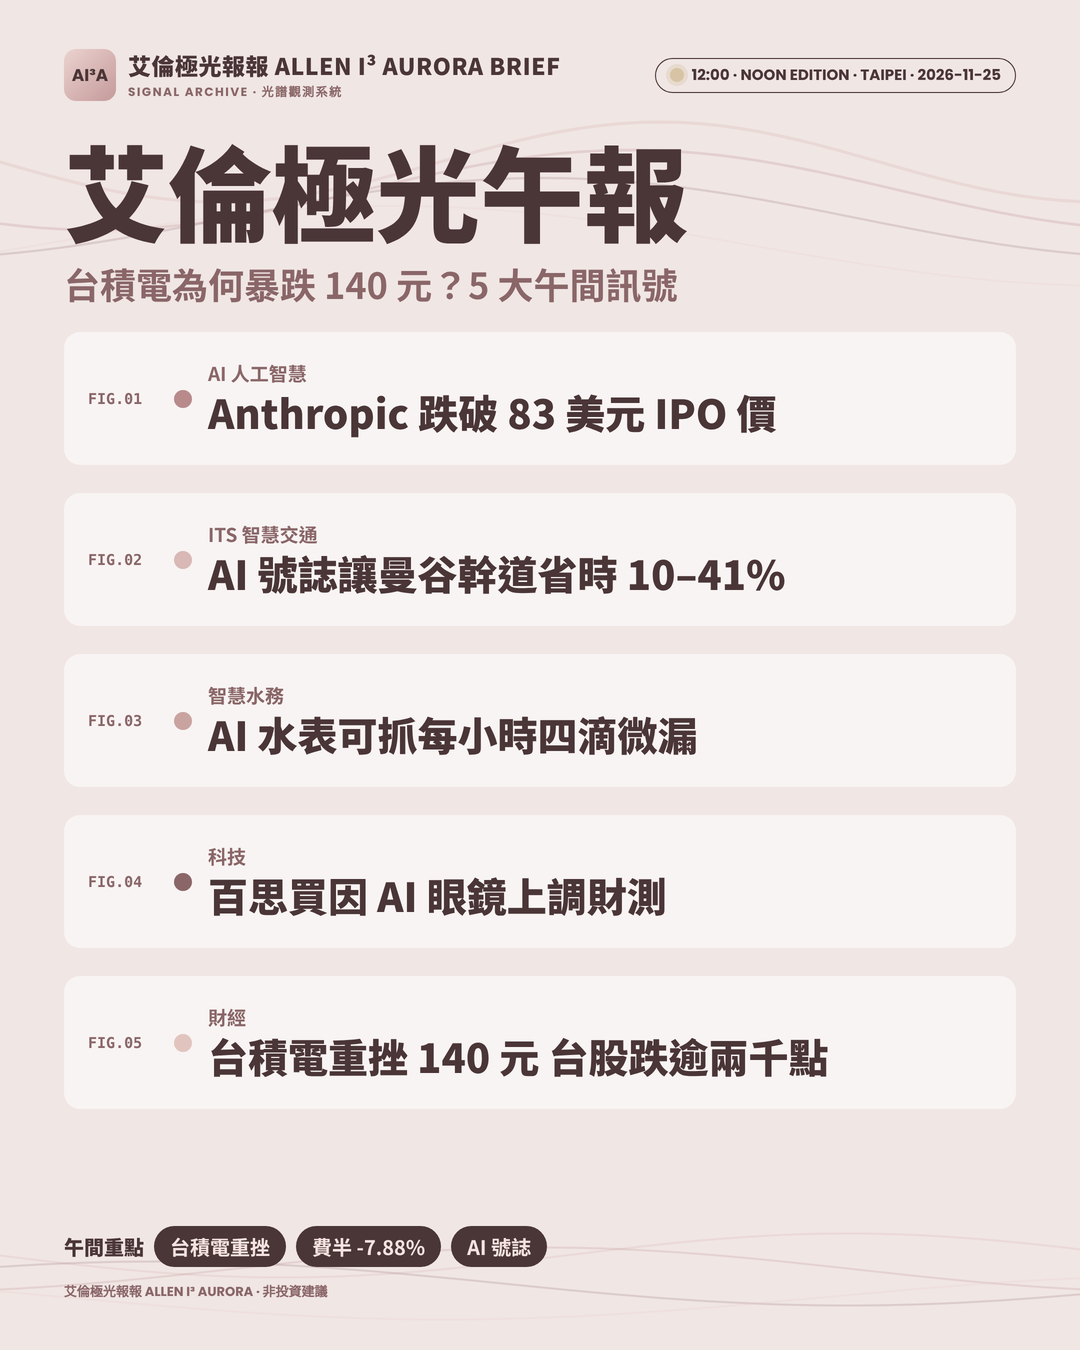 AI³A
艾倫極光報報 ALLEN I³ AURORA BRIEF
SIGNAL ARCHIVE · 光譜觀測系統
12:00 · NOON EDITION · TAIPEI · 2026-11-25
艾倫極光午報
台積電為何暴跌 140 元？5 大午間訊號
FIG.01
AI 人工智慧
Anthropic 跌破 83 美元 IPO 價
FIG.02
ITS 智慧交通
AI 號誌讓曼谷幹道省時 10–41%
FIG.03
智慧水務
AI 水表可抓每小時四滴微漏
FIG.04
科技
百思買因 AI 眼鏡上調財測
FIG.05
財經
台積電重挫 140 元 台股跌逾兩千點
午間重點 台積電重挫 費半 -7.88% AI 號誌
艾倫極光報報 ALLEN I³ AURORA · 非投資建議